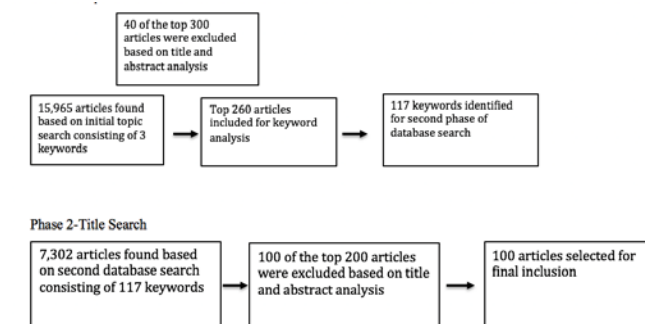 40 of the top 300
articles were excluded
based on title and
abstract analysis
15,965 articles found
based on initial topic
search consisting of 3
keywords
Top 260 articles
included for keyword
analysis
117 keywords identified
for second phase of
database search
Phase 2-Title Search
7,302 articles found based
on second database search
consisting of 117 keywords
100 of the top 200 articles
were excluded based on title
and abstract analysis
100 articles selected for
final inclusion